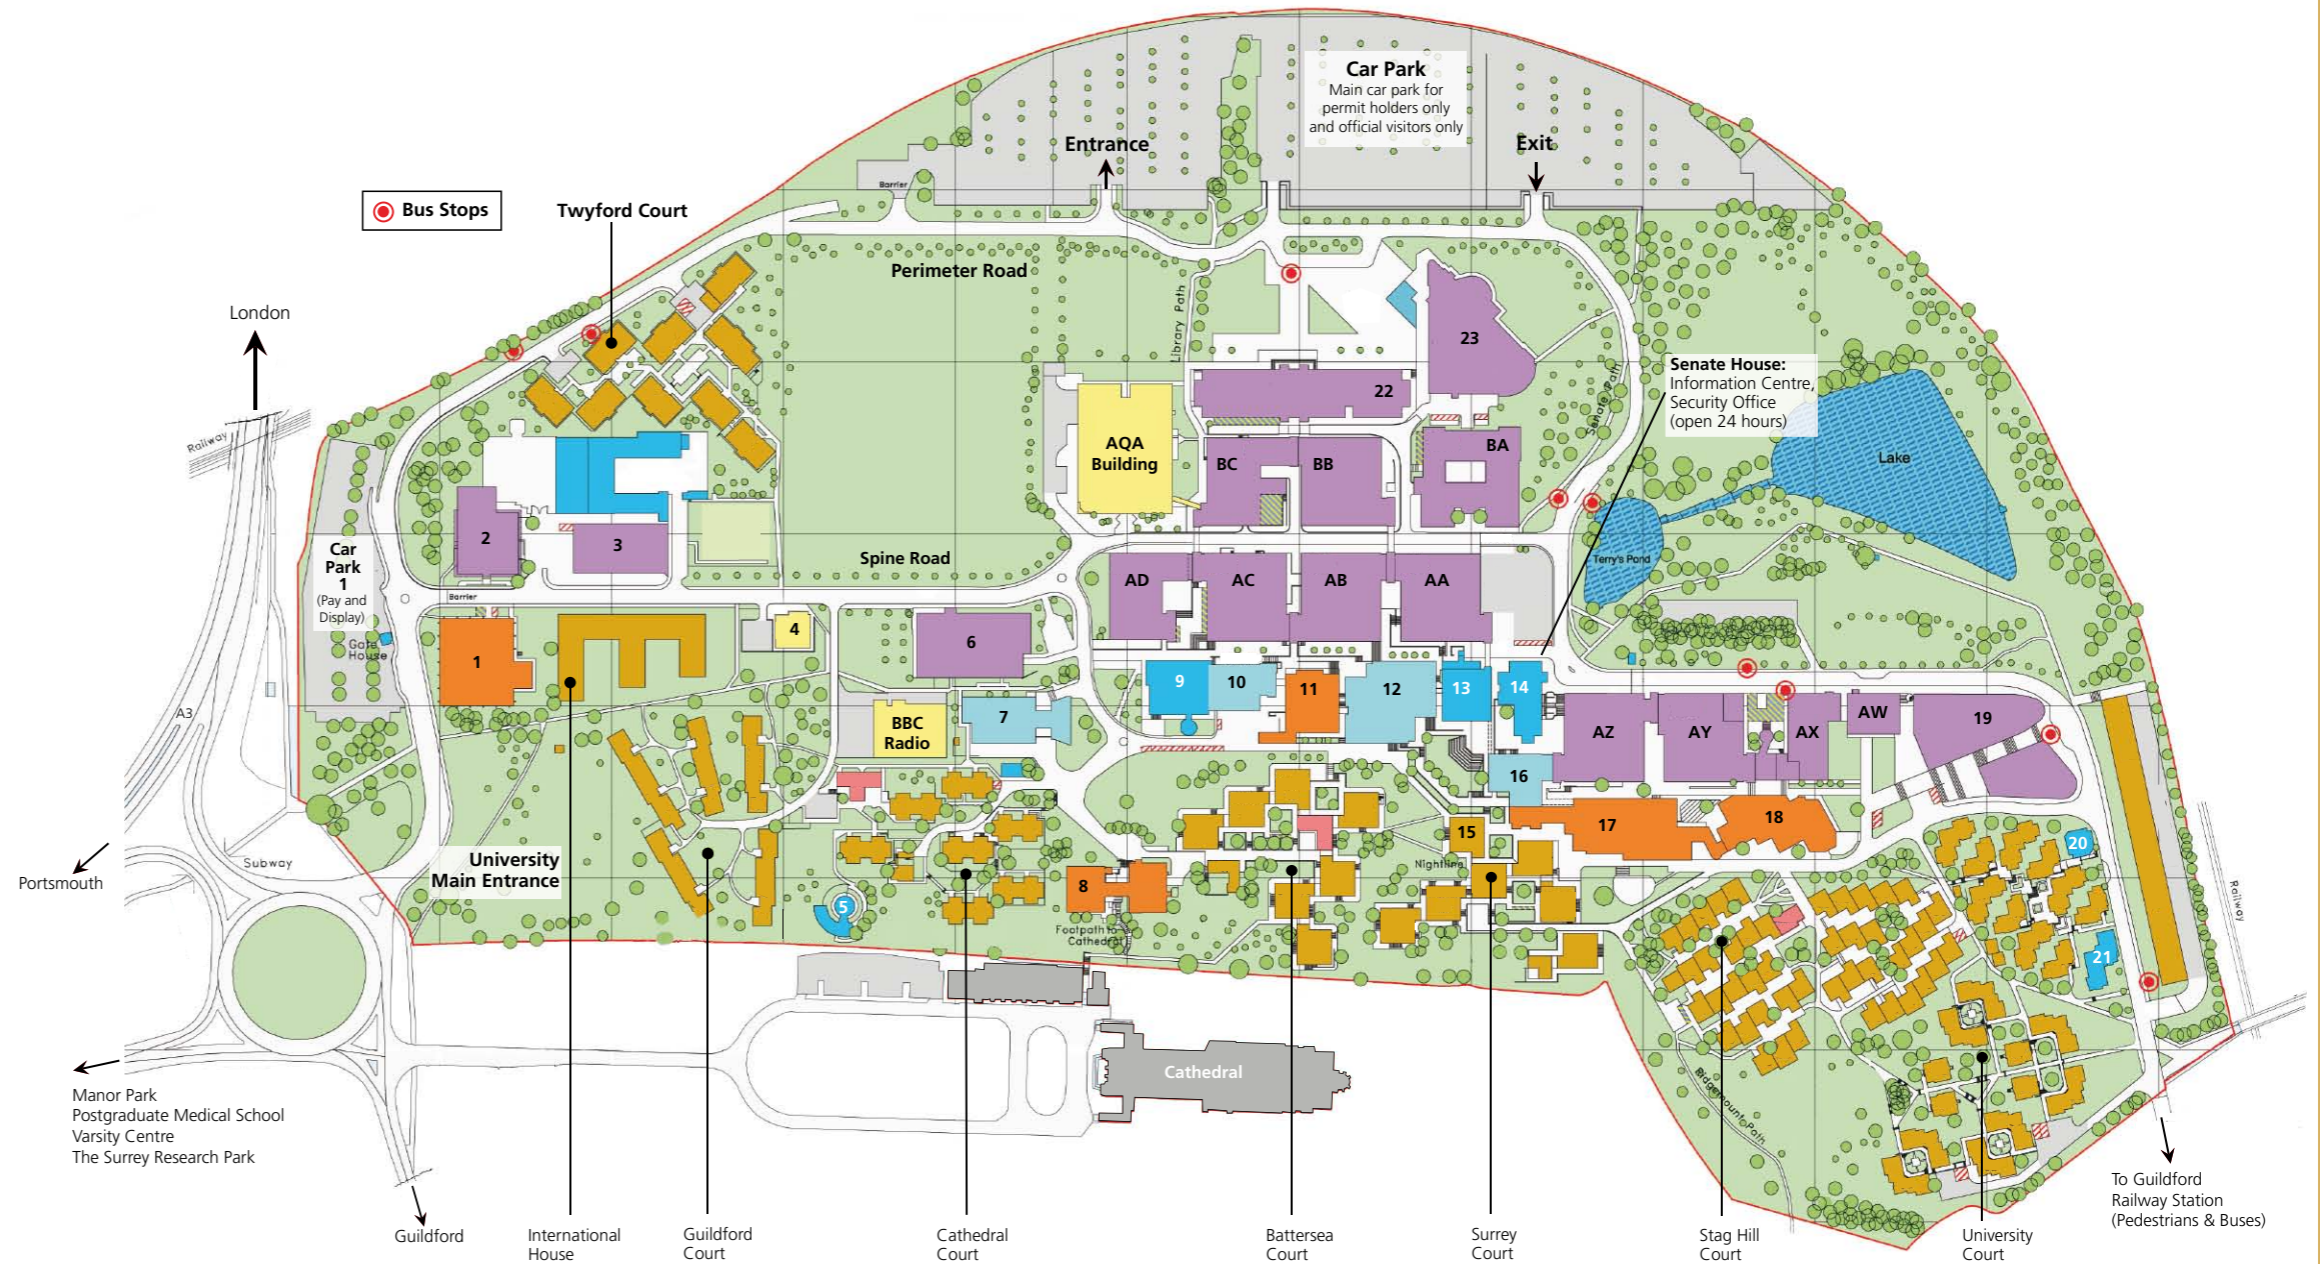 Car Park
Main car park for
permit holders only
and official visitors only
Entrance
Exit
Barrier
Bus Stops
Twyford Court
Perimeter Road
London
Library Path
23
Senate Path
Senate House:
Information Centre,
Security Office
(open 24 hours)
22
Railway
AQA
Building
BC
BB
BA
Lake
2
3
Car
Park
1
(Pay and
Display)
Spine Road
Terry's Pond
AD
AC
AB
AA
Barrier
4
6
Gate
House
1
9
10
11
12
13
14
A3
7
BBC
Radio
AZ
AY
AX
AW
19
16
15
17
18
20
Subway
University
Main Entrance
Nightline
Portsmouth
8
5
Footpath to
Cathedral
21
Railway
Cathedral
Ridgemount Path
Manor Park
Postgraduate Medical School
Varsity Centre
The Surrey Research Park
To Guildford
Railway Station
(Pedestrians & Buses)
Guildford
International
House
Guildford
Court
Cathedral
Court
Battersea
Court
Surrey
Court
Stag Hill
Court
University
Court